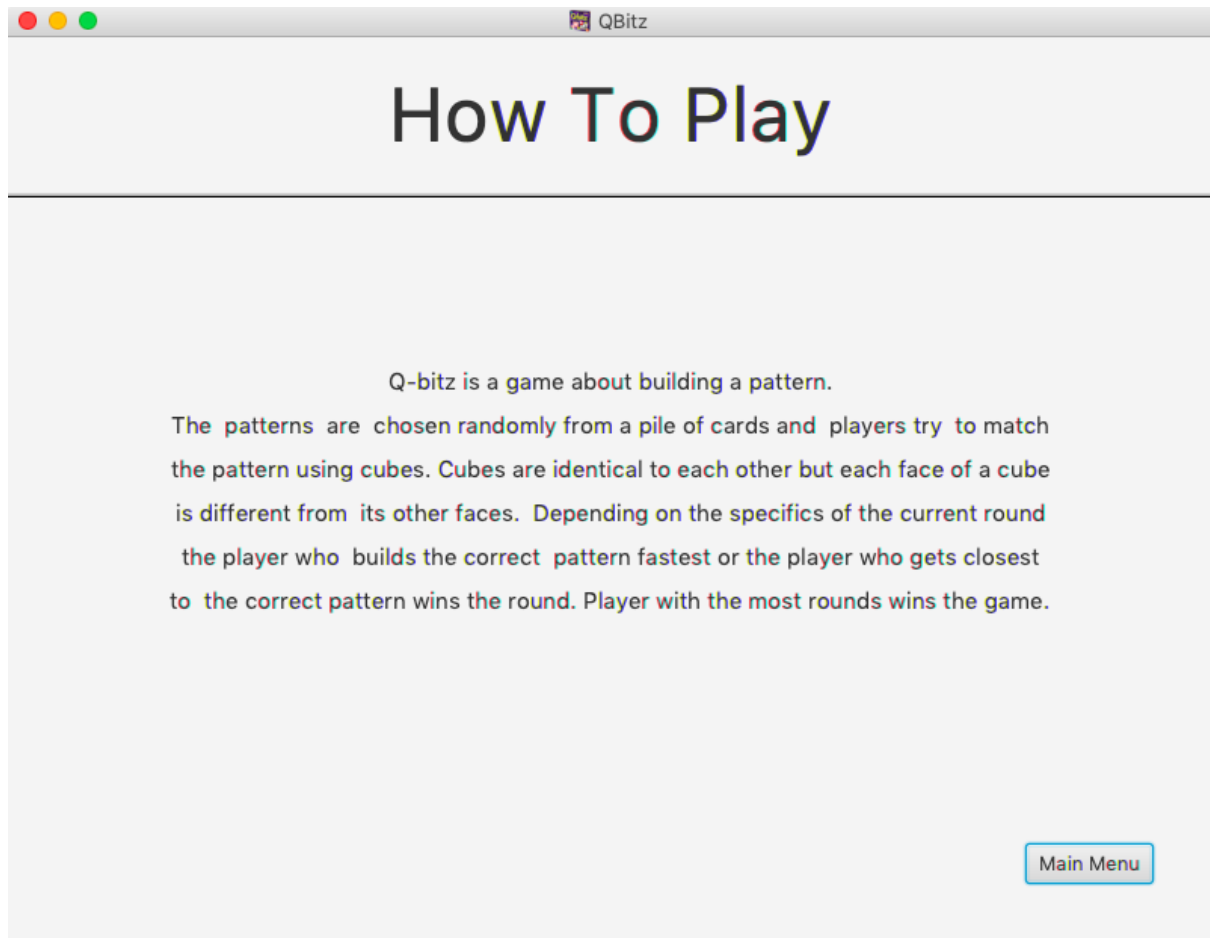 QBitz
How To Play
Q-bitz is a game about building a pattern.
The patterns are chosen randomly from a pile of cards and players try to match
the pattern using cubes. Cubes are identical to each other but each face of a cube
is different from its other faces. Depending on the specifics of the current round
the player who builds the correct pattern fastest or the player who gets closest
to the correct pattern wins the round. Player with the most rounds wins the game.
Main Menu